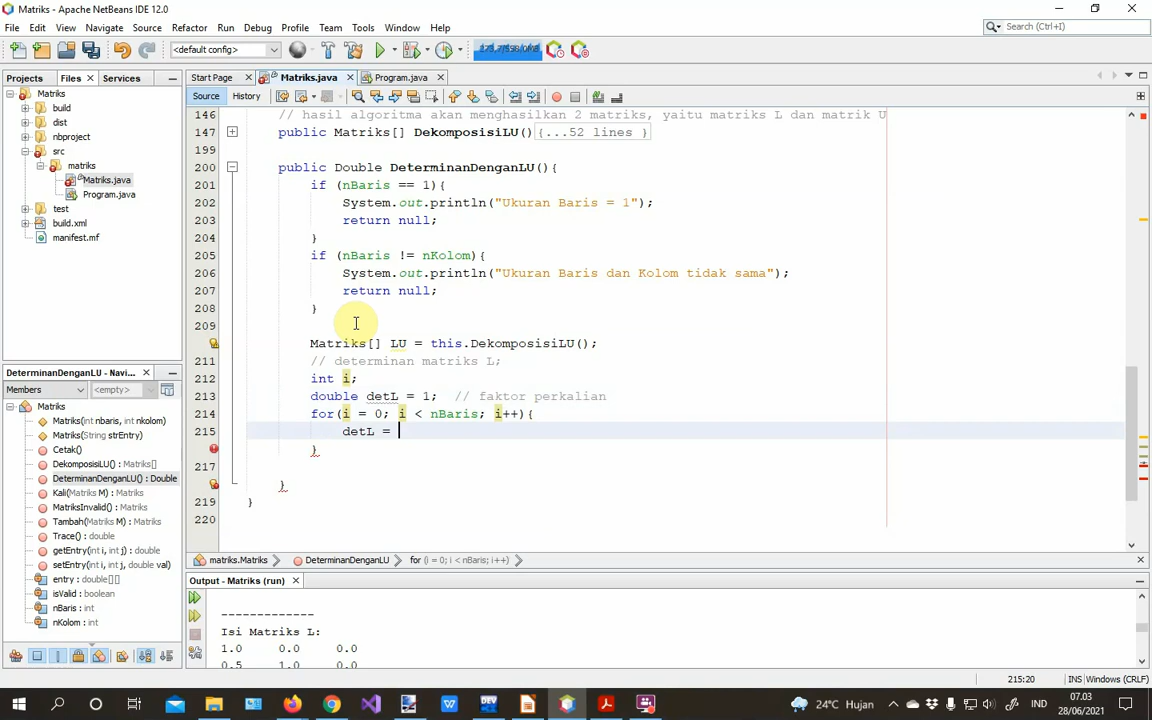 Matriks - Apache NetBeans IDE 12.0
File Edit View Navigate Source Refactor Run Debug Profile Team Tools Window Help
Search (Ctrl+I)
<default config>
Projects Files Services
Start Page Matriks.java Program.java
Source History
Matriks
build
dist
nbproject
src
matriks
Matriks.java
Program.java
test
build.xml
manifest.mf
146 // hasil algoritma akan menghasilkan 2 matriks, yaitu matriks L dan matrik U
147 public Matriks[] DekomposisiLU(){...52 lines }
199
200 public Double DeterminanDenganLU(){
201 if (nBaris == 1){
202 System.out.println("Ukuran Baris = 1");
203 return null;
204 }
205 if (nBaris != nKolom){
206 System.out.println("Ukuran Baris dan Kolom tidak sama");
207 return null;
208 }
209
Matriks[] LU = this.DekomposisiLU();
211 // determinan matriks L;
212 int i;
213 double detL = 1; // faktor perkalian
214 for(i = 0; i < nBaris; i++){
215 detL =
}
217
}
219 }
220
DeterminanDenganLU() - Navi...
Members <empty>
Matriks
Matriks(int nbaris, int nkolom)
Matriks(String strEntry)
Cetak()
DekomposisiLU() : Matriks[]
DeterminanDenganLU() : Double
Kali(Matriks M) : Matriks
MatriksInvalid() : Matriks
Tambah(Matriks M) : Matriks
Trace() : double
getEntry(int i, int j) : double
setEntry(int i, int j, double val)
entry : double[][]
isValid : boolean
nBaris : int
nKolom : int
matriks.Matriks DeterminanDenganLU for (i = 0; i < nBaris; i++)
Output - Matriks (run)
-------------
Isi Matriks L:
1.0 0.0 0.0
0.5 1.0 0.0
215:20 INS Windows (CRLF)
24°C Hujan IND 07.03
28/06/2021